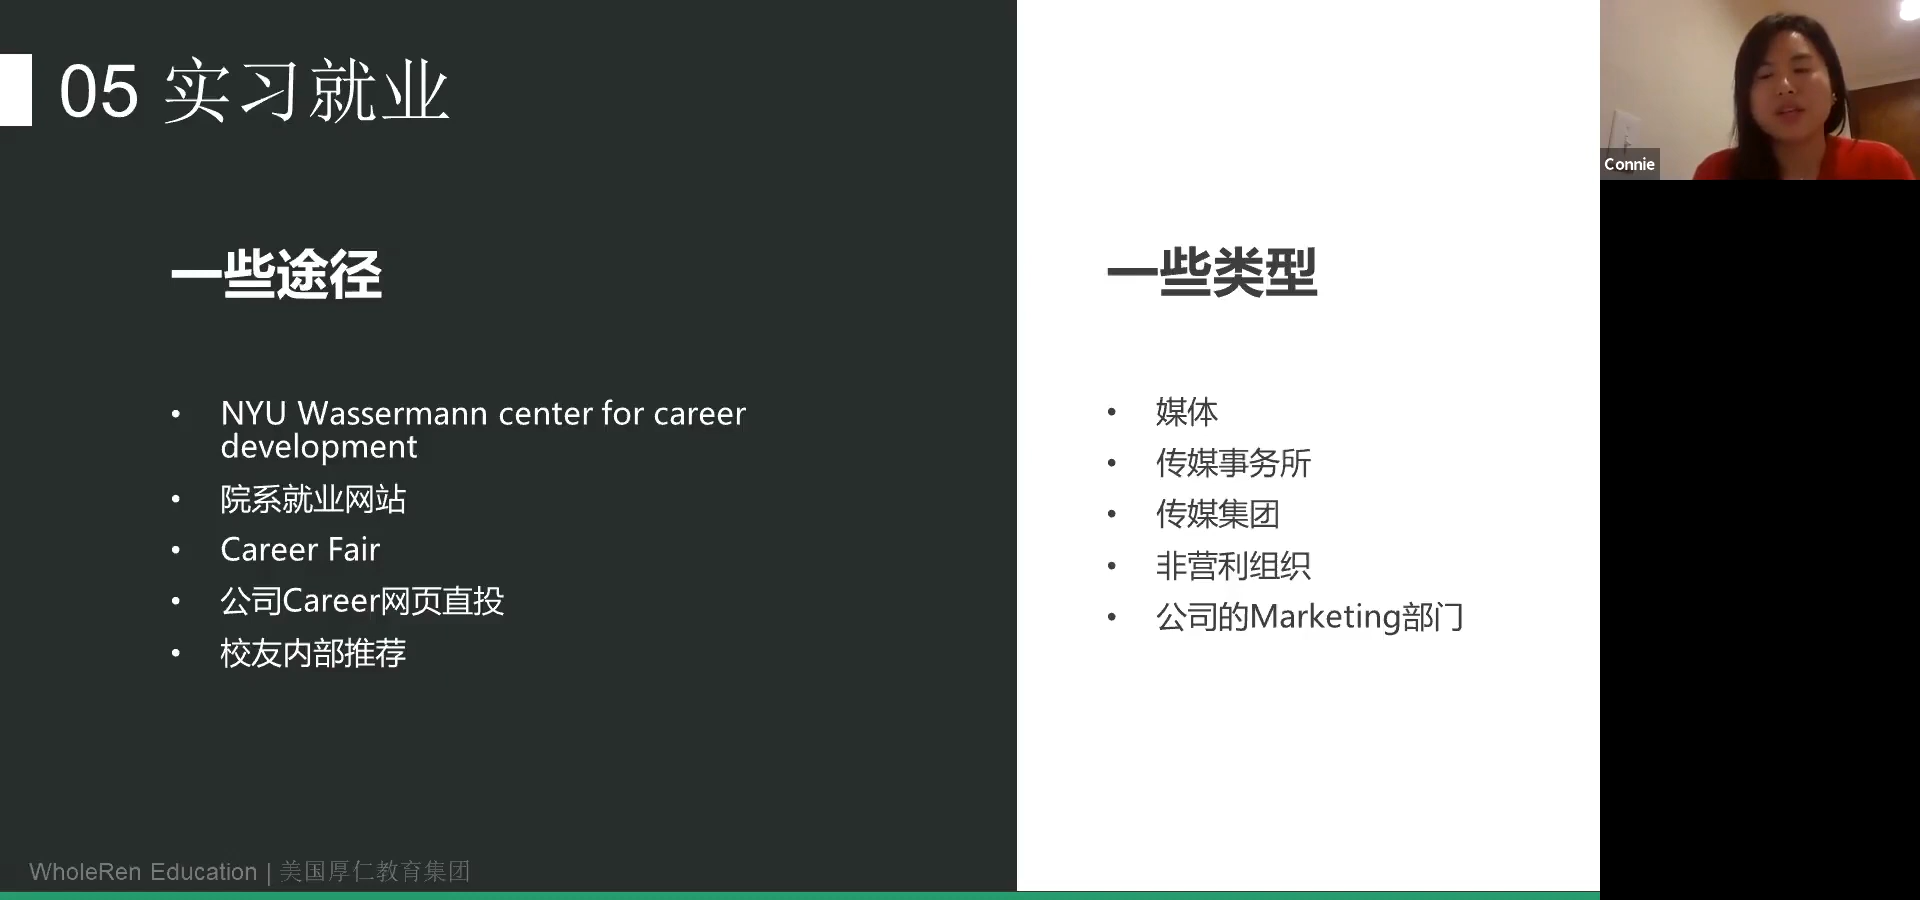 05 实习就业
一些途径
• NYU Wassermann center for career
development
• 院系就业网站
• Career Fair
• 公司Career网页直投
• 校友内部推荐
一些类型
• 媒体
• 传媒事务所
• 传媒集团
• 非营利组织
• 公司的Marketing部门
WholeRen Education | 美国厚仁教育集团
Connie